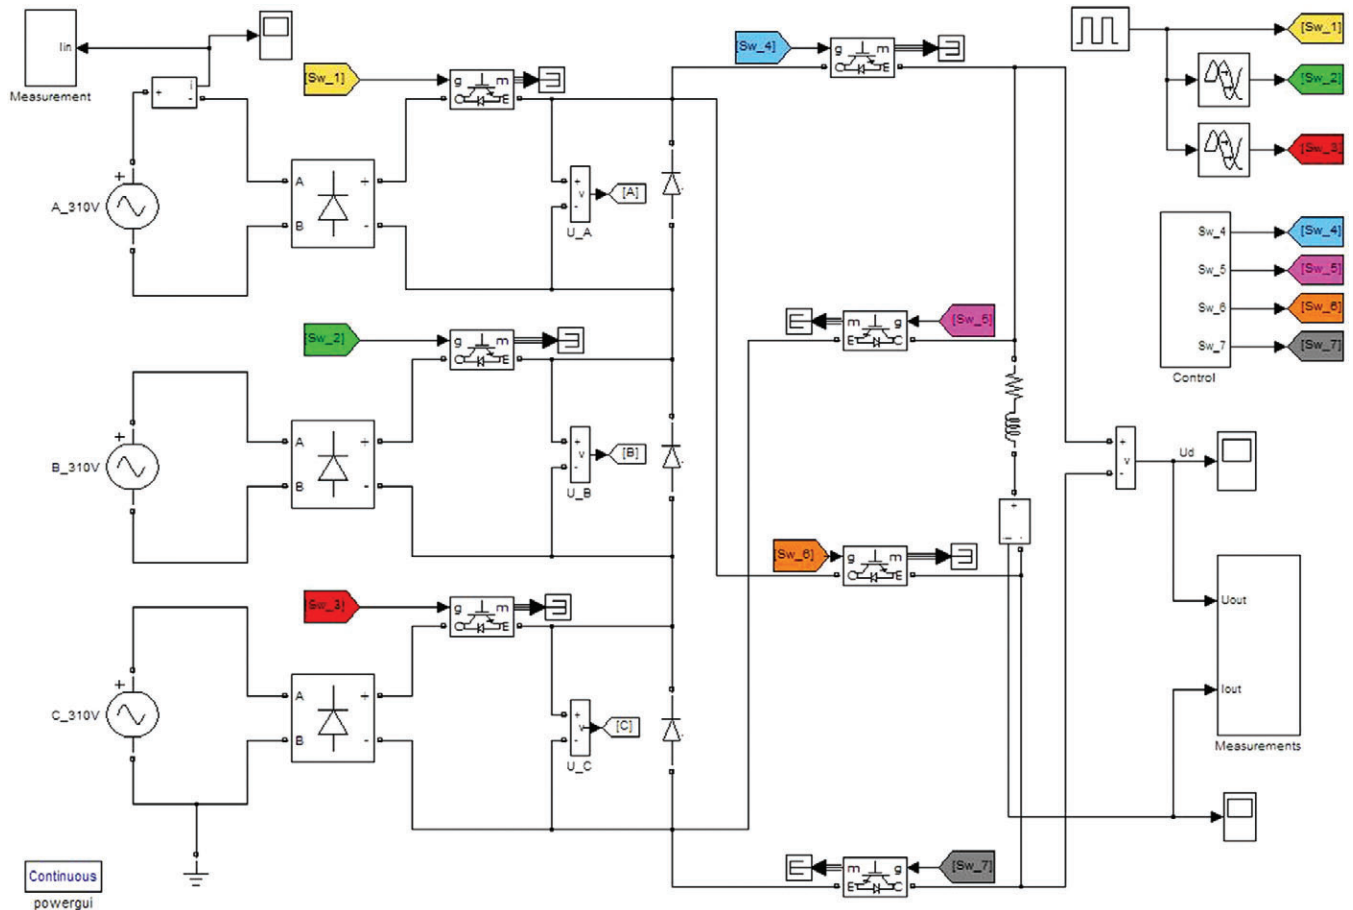 Iin
Measurement
i
+
-
[Sw_1]
g
m
C
E
A_310V
+
A
B
+
-
+
v
-
[A]
U_A
[Sw_2]
g
m
C
E
B_310V
+
A
B
+
-
+
v
-
[B]
U_B
[Sw_3]
g
m
C
E
C_310V
+
A
B
+
-
+
v
-
[C]
U_C
Continuous
powergui
[Sw_4]
g
m
C
E
[Sw_5]
m
g
E
C
[Sw_6]
g
m
C
E
[Sw_7]
m
g
E
C
+
i
-
+
v
-
Ud
Uout
Iout
Measurements
[Sw_1]
[Sw_2]
[Sw_3]
Sw_4
Sw_5
Sw_6
Sw_7
Control
[Sw_4]
[Sw_5]
[Sw_6]
[Sw_7]